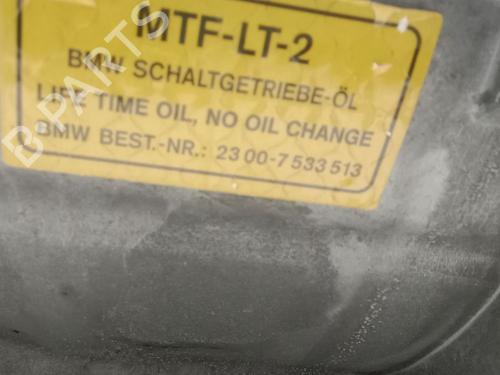 MTF-LT-2
BMW SCHALTGETRIEBE-ÖL
LIFE TIME OIL, NO OIL CHANGE
BMW BEST.-NR.: 23 00-7 533 513
B-PARTS